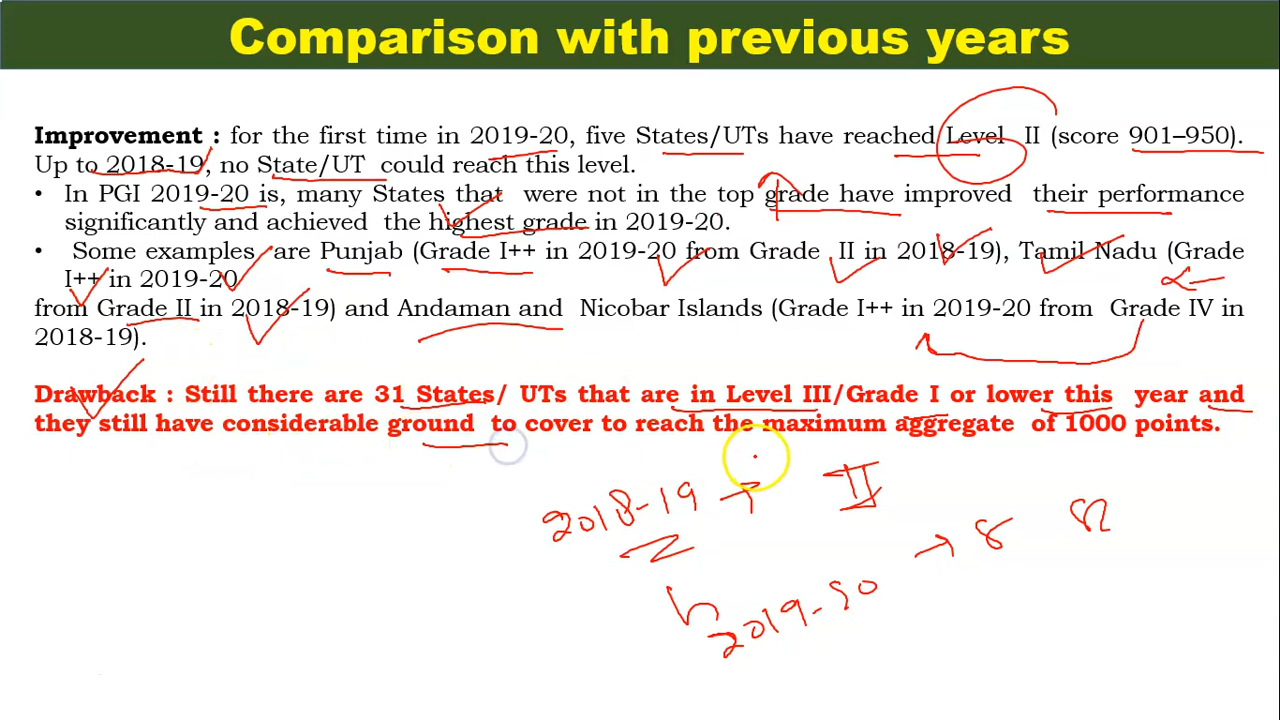 Comparison with previous years
Improvement : for the first time in 2019-20, five States/UTs have reached Level II (score 901–950).
Up to 2018-19, no State/UT could reach this level.
• In PGI 2019-20 is, many States that were not in the top grade have improved their performance
significantly and achieved the highest grade in 2019-20.
• Some examples are Punjab (Grade I++ in 2019-20 from Grade II in 2018-19), Tamil Nadu (Grade
I++ in 2019-20
from Grade II in 2018-19) and Andaman and Nicobar Islands (Grade I++ in 2019-20 from Grade IV in
2018-19).
Drawback : Still there are 31 States/ UTs that are in Level III/Grade I or lower this year and
they still have considerable ground to cover to reach the maximum aggregate of 1000 points.
2018-19 → II
2019-20 → 8